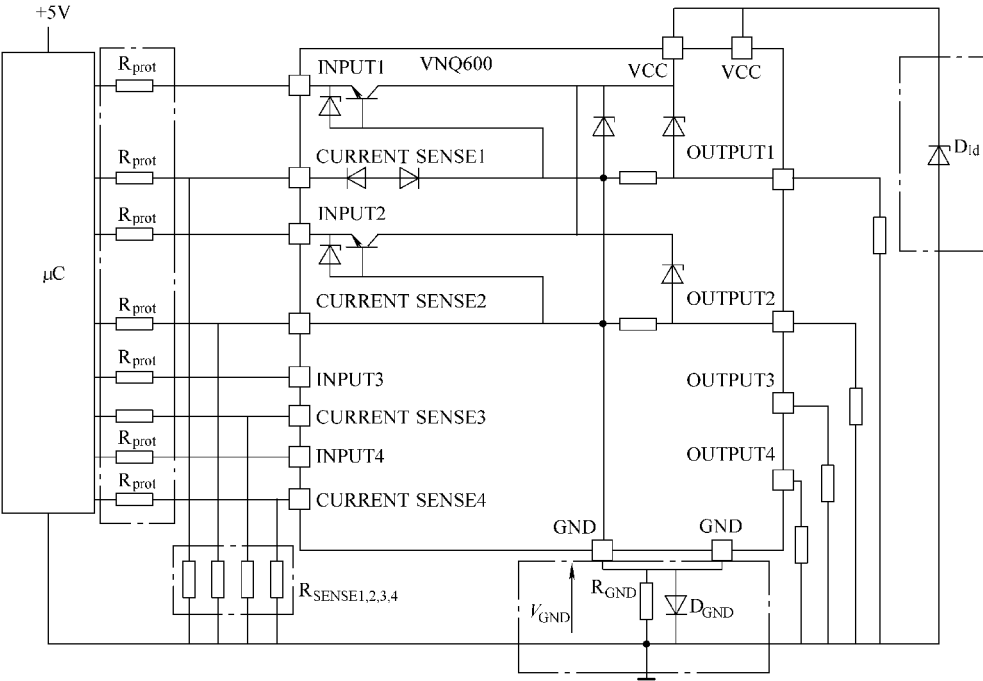 +5V
μC
Rprot
Rprot
Rprot
Rprot
Rprot
Rprot
Rprot
INPUT1
VNQ600
VCC
VCC
CURRENT SENSE1
OUTPUT1
Dld
INPUT2
CURRENT SENSE2
OUTPUT2
INPUT3
OUTPUT3
CURRENT SENSE3
INPUT4
OUTPUT4
CURRENT SENSE4
GND
GND
RSENSE1,2,3,4
VGND
RGND
DGND